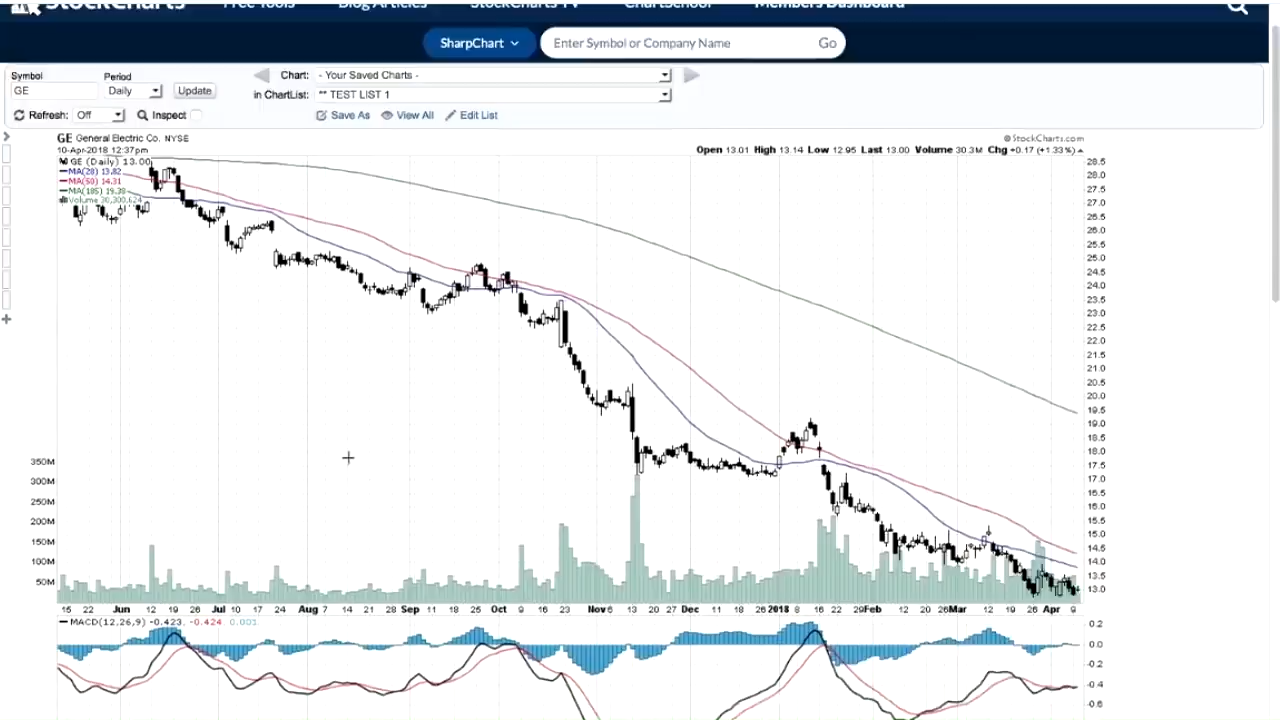 StockCharts Free Tools Blog Articles StockCharts TV ChartSchool Members Dashboard
SharpChart Enter Symbol or Company Name Go
Symbol Period Chart: - Your Saved Charts -
GE Daily Update in ChartList: ** TEST LIST 1
Refresh: Off Inspect Save As View All Edit List
GE General Electric Co. NYSE © StockCharts.com
10-Apr-2018 12:37pm Open 13.01 High 13.14 Low 12.95 Last 13.00 Volume 30.3M Chg +0.17 (+1.33%)
GE (Daily) 13.00
MA(20) 13.82
MA(50) 14.31
MA(185) 19.38
Volume 30,300,624
28.5
28.0
27.5
27.0
26.5
26.0
25.5
25.0
24.5
24.0
23.5
23.0
22.5
22.0
21.5
21.0
20.5
20.0
19.5
19.0
18.5
18.0
17.5
17.0
16.5
16.0
15.5
15.0
14.5
14.0
13.5
13.0
350M
300M
250M
200M
150M
100M
50M
15 22 Jun 12 19 26 Jul 10 17 24 Aug 7 14 21 28 Sep 11 18 25 Oct 9 16 23 Nov 6 13 20 27 Dec 11 18 26 2018 8 16 22 29 Feb 12 20 26 Mar 12 19 26 Apr 9
MACD(12,26,9) -0.423, -0.424, 0.001
0.2
0.0
-0.2
-0.4
-0.6